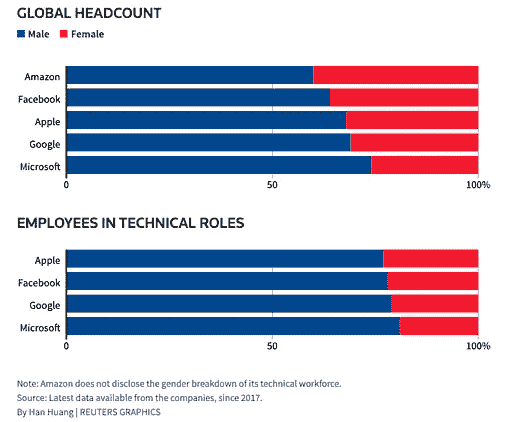 GLOBAL HEADCOUNT
Male Female
Amazon
Facebook
Apple
Google
Microsoft
0 50 100%
EMPLOYEES IN TECHNICAL ROLES
Apple
Facebook
Google
Microsoft
0 50 100%
Note: Amazon does not disclose the gender breakdown of its technical workforce.
Source: Latest data available from the companies, since 2017.
By Han Huang | REUTERS GRAPHICS